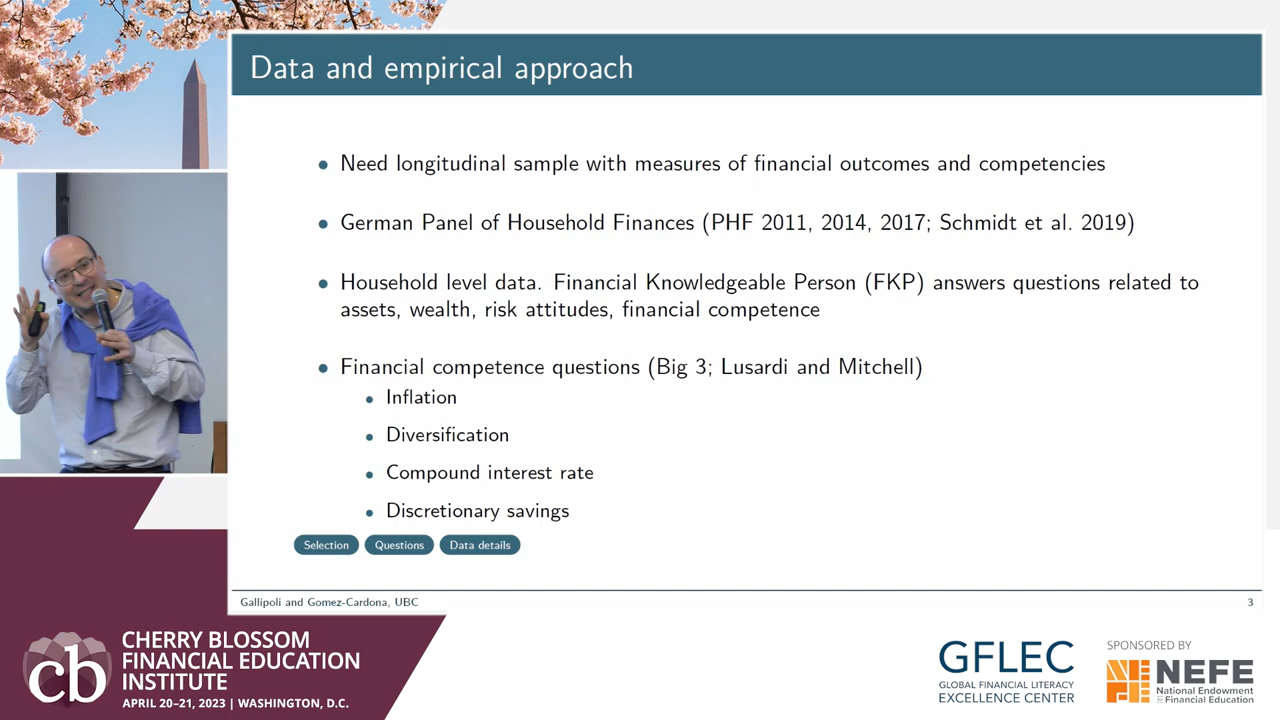 Data and empirical approach
Need longitudinal sample with measures of financial outcomes and competencies
German Panel of Household Finances (PHF 2011, 2014, 2017; Schmidt et al. 2019)
Household level data. Financial Knowledgeable Person (FKP) answers questions related to
assets, wealth, risk attitudes, financial competence
Financial competence questions (Big 3; Lusardi and Mitchell)
Inflation
Diversification
Compound interest rate
Discretionary savings
Selection Questions Data details
Gallipoli and Gomez-Cardona, UBC 3
cb
CHERRY BLOSSOM
FINANCIAL EDUCATION
INSTITUTE
APRIL 20–21, 2023 | WASHINGTON, D.C.
GFLEC
GLOBAL FINANCIAL LITERACY
EXCELLENCE CENTER
SPONSORED BY
NEFE
National Endowment
for Financial Education